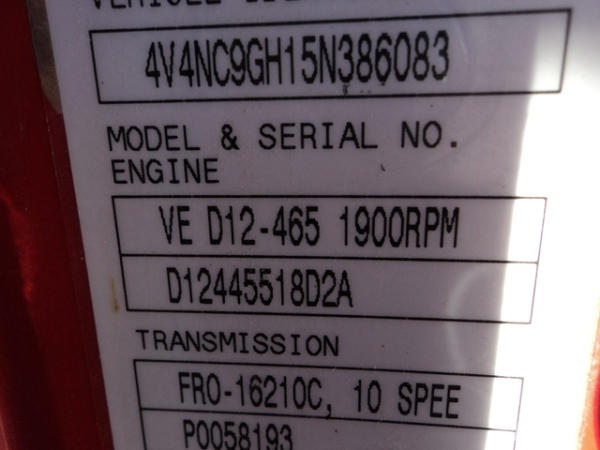 4V4NC9GH15N386083
MODEL & SERIAL NO.
ENGINE
VE D12-465 1900RPM
D12445518D2A
TRANSMISSION
FRO-16210C, 10 SPEE
P0058193